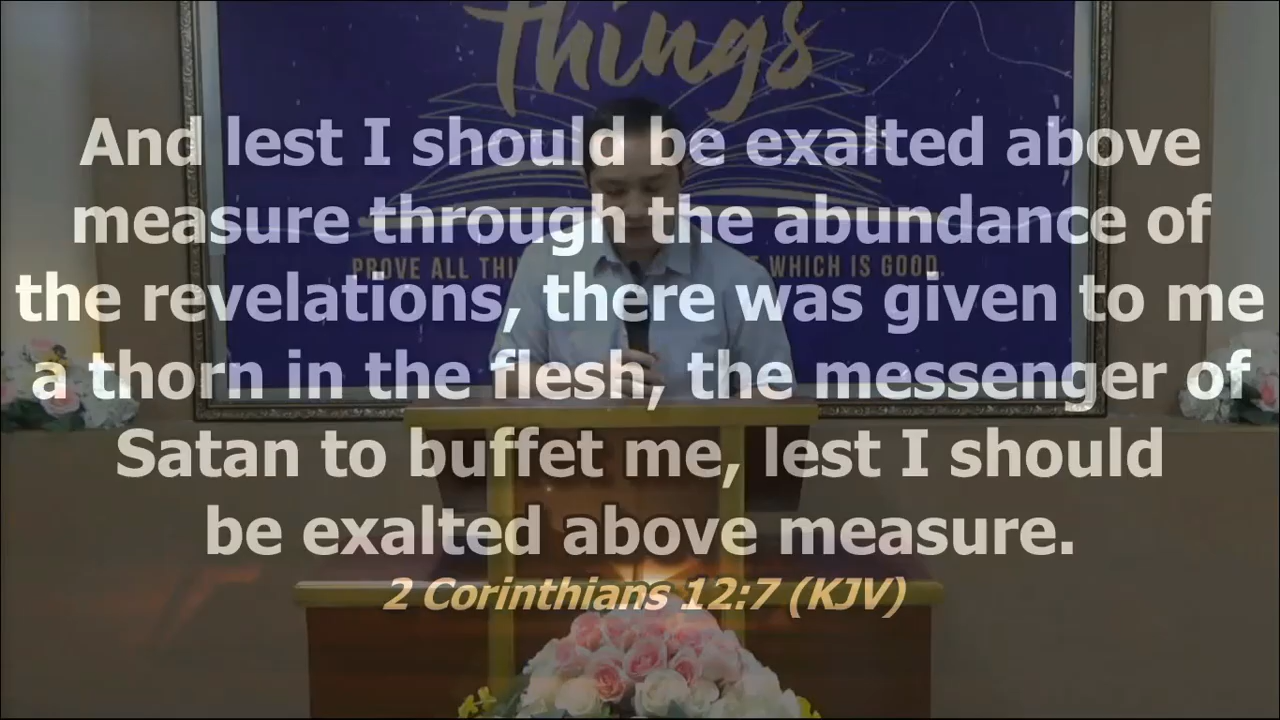 things
And lest I should be exalted above
measure through the abundance of
PROVE ALL THI WHICH IS GOOD.
the revelations, there was given to me
a thorn in the flesh, the messenger of
Satan to buffet me, lest I should
be exalted above measure.
2 Corinthians 12:7 (KJV)